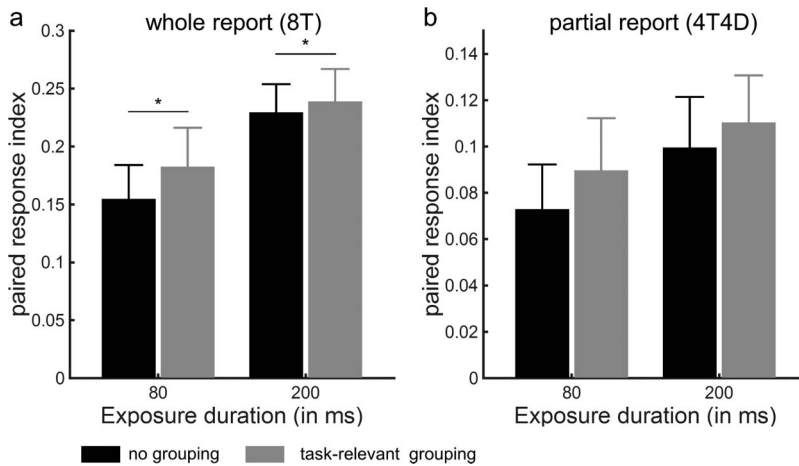 a
whole report (8T)
0.3
0.25
0.2
0.15
0.1
0.05
0
paired response index
*
*
80
200
Exposure duration (in ms)
b
partial report (4T4D)
0.14
0.12
0.1
0.08
0.06
0.04
0.02
0
paired response index
80
200
Exposure duration (in ms)
no grouping
task-relevant grouping